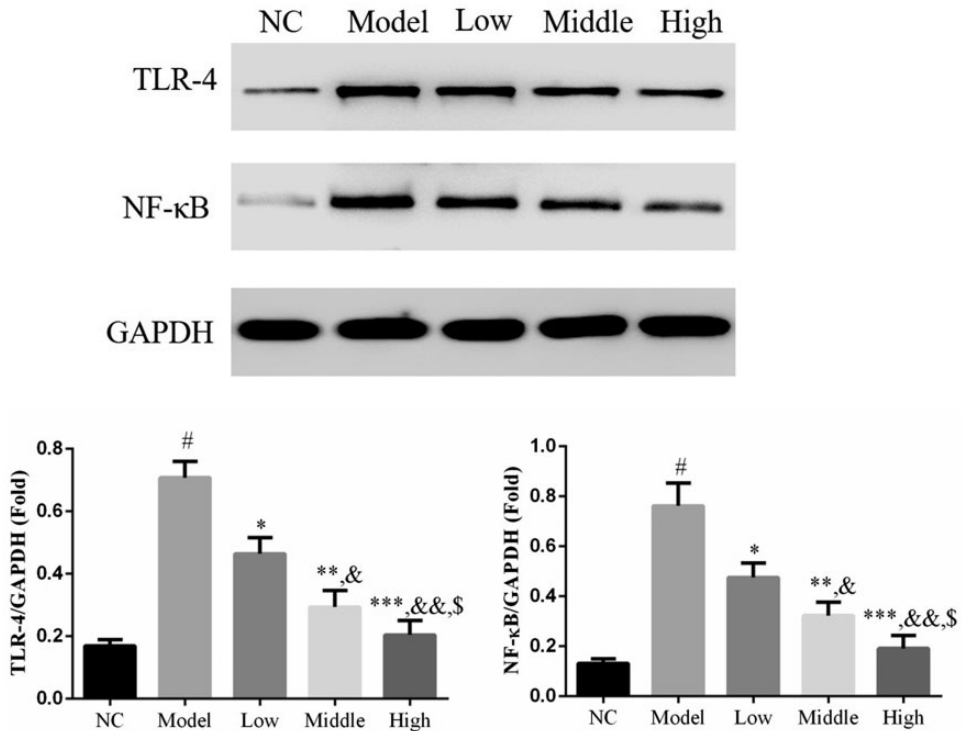 NC Model Low Middle High
TLR-4
NF-κB
GAPDH
TLR-4/GAPDH (Fold)
0.8
0.6
0.4
0.2
0.0
#
*
**,&
***,&&,$
NC Model Low Middle High
NF-κB/GAPDH (Fold)
1.0
0.8
0.6
0.4
0.2
0.0
#
*
**,&
***,&&,$
NC Model Low Middle High